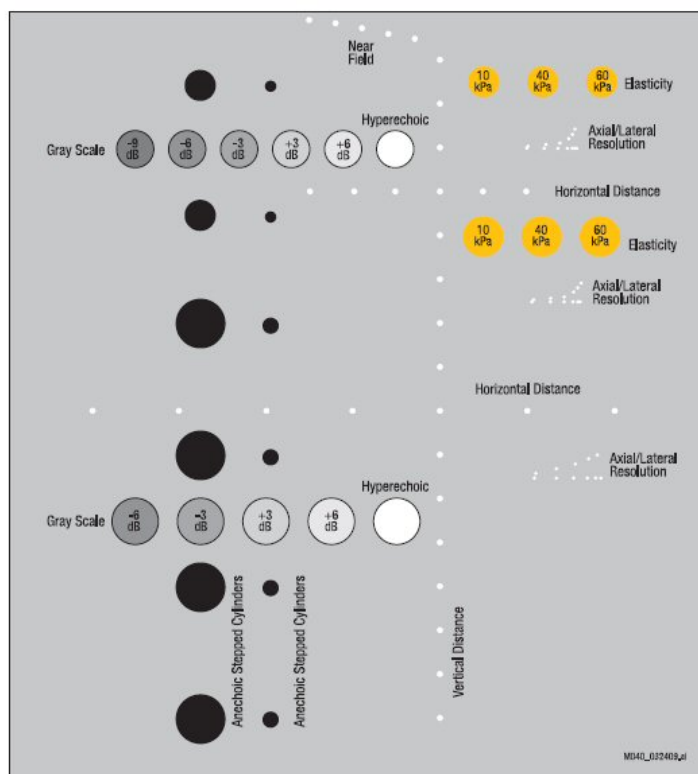 Near
Field
10
kPa
40
kPa
60
kPa
Elasticity
Hyperechoic
Axial/Lateral
Resolution
Gray Scale
-9
dB
-6
dB
-3
dB
+3
dB
+6
dB
Horizontal Distance
10
kPa
40
kPa
60
kPa
Elasticity
Axial/Lateral
Resolution
Horizontal Distance
Axial/Lateral
Resolution
Hyperechoic
Gray Scale
-6
dB
-3
dB
+3
dB
+6
dB
Anechoic Stepped Cylinders
Anechoic Stepped Cylinders
Vertical Distance
M040_032409_el